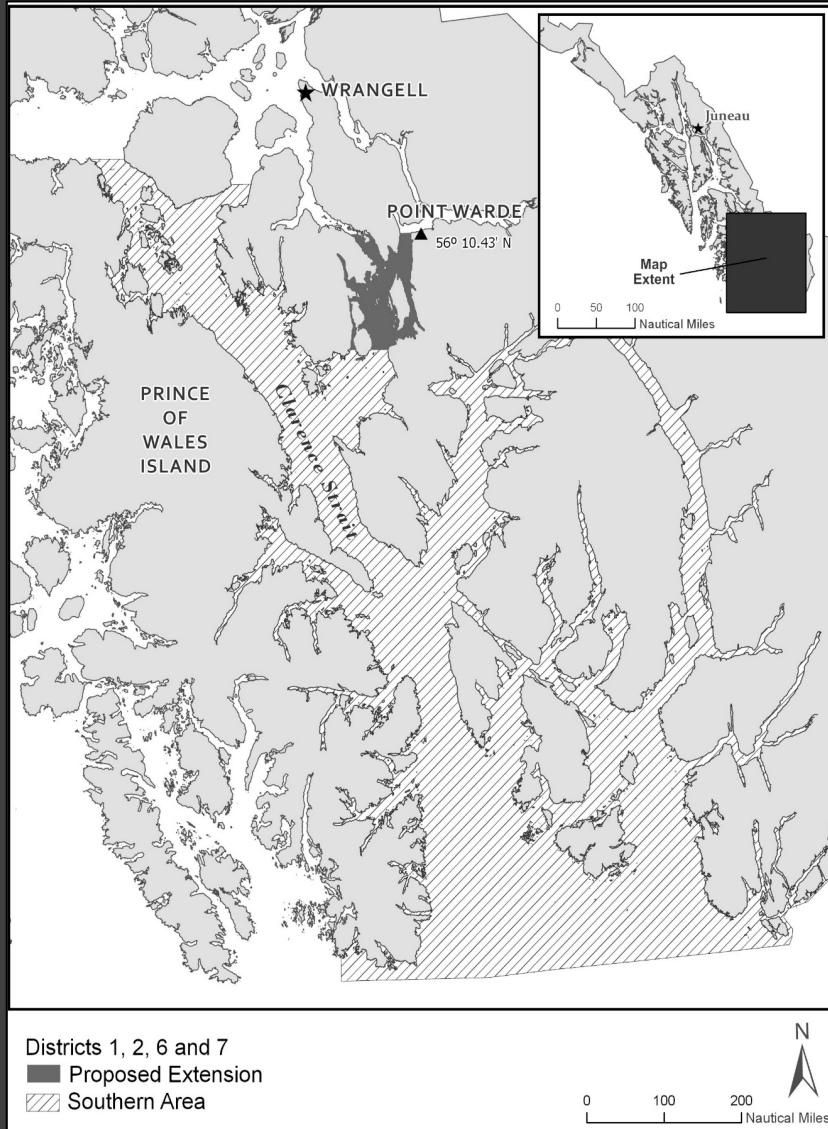 WRANGELL
POINT WARDE
56º 10.43' N
Juneau
Map
Extent
0 50 100
Nautical Miles
PRINCE
OF
WALES
ISLAND
Clarence Strait
Districts 1, 2, 6 and 7
Proposed Extension
Southern Area
N
0 100 200
Nautical Miles